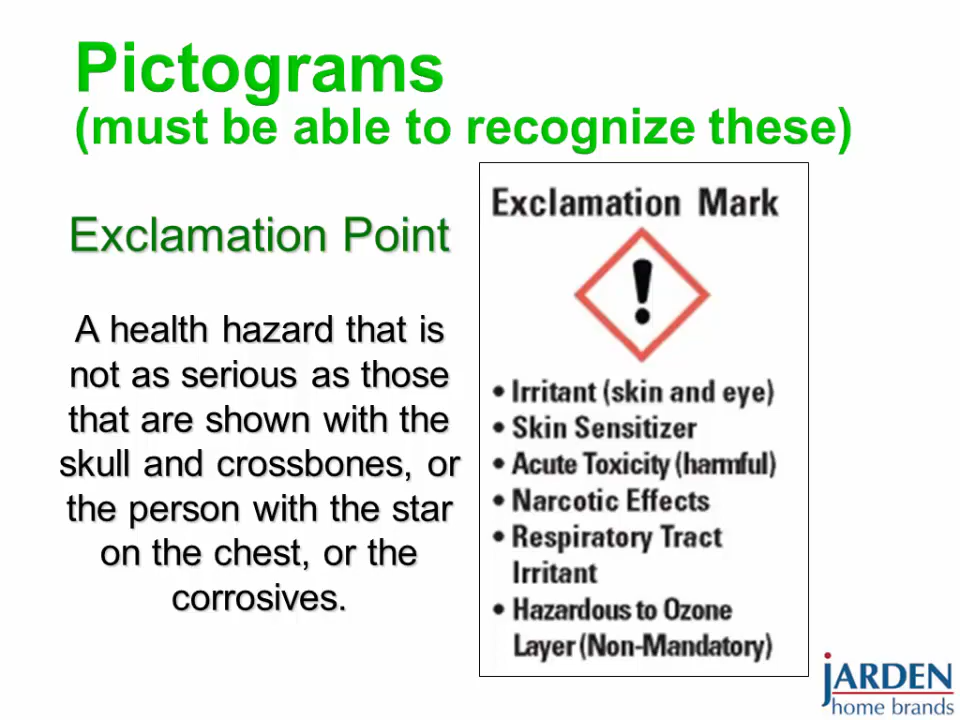 Pictograms
(must be able to recognize these)
Exclamation Point
A health hazard that is
not as serious as those
that are shown with the
skull and crossbones, or
the person with the star
on the chest, or the
corrosives.
Exclamation Mark
!
• Irritant (skin and eye)
• Skin Sensitizer
• Acute Toxicity (harmful)
• Narcotic Effects
• Respiratory Tract
Irritant
• Hazardous to Ozone
Layer (Non-Mandatory)
jARDEN
home brands